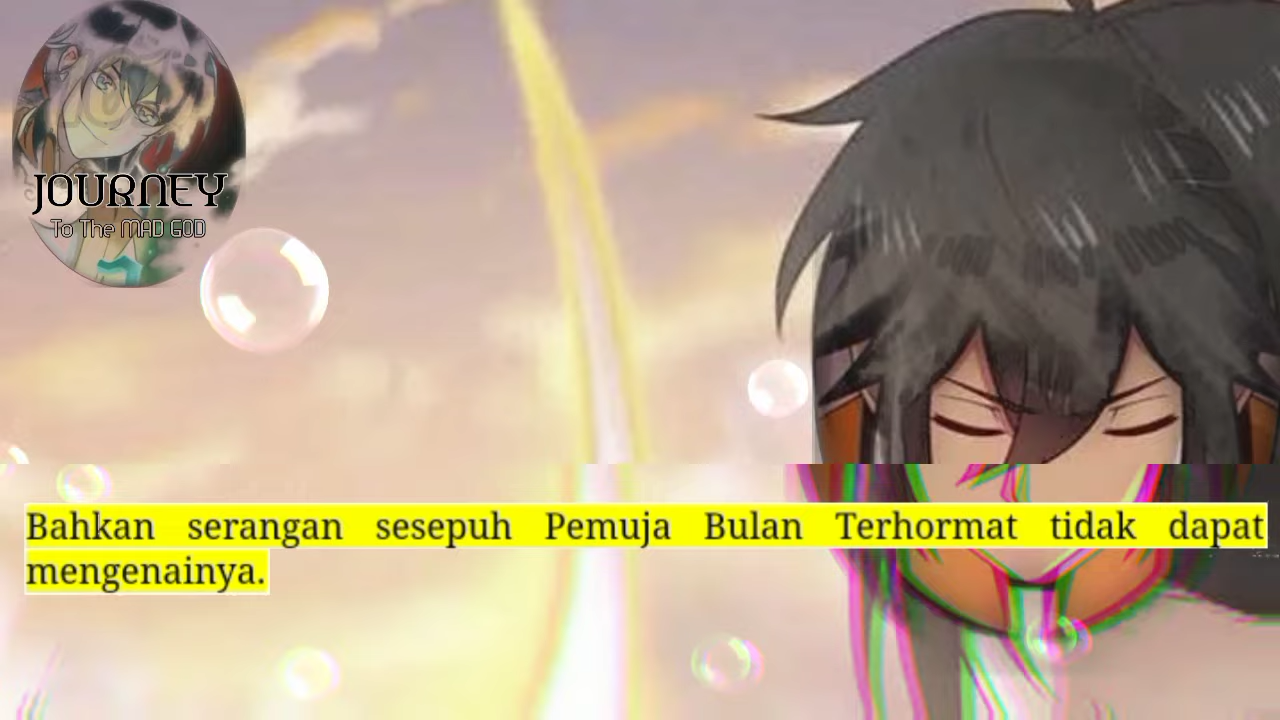 JOURNEY
To The MAD GOD
Bahkan serangan sesepuh Pemuja Bulan Terhormat tidak dapat
mengenainya.